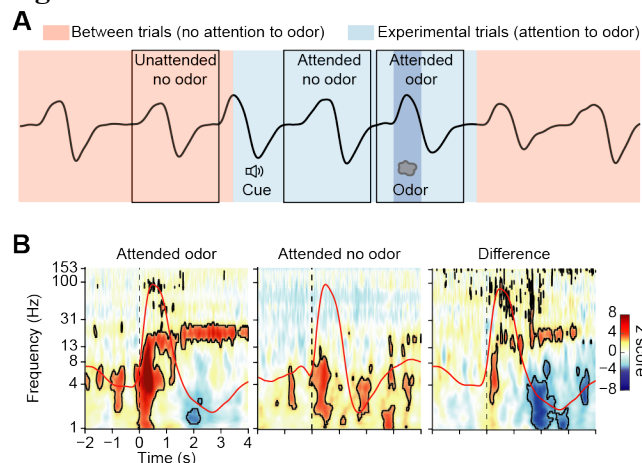 A
Between trials (no attention to odor) Experimental trials (attention to odor)
Unattended no odor
Attended no odor
Attended odor
Cue
Odor
B
Attended odor Attended no odor Difference
Frequency (Hz)
153
100
31
13
8
4
1
−2 −1 0 1 2 3 4
Time (s)
8
4
0
−4
−8
z score